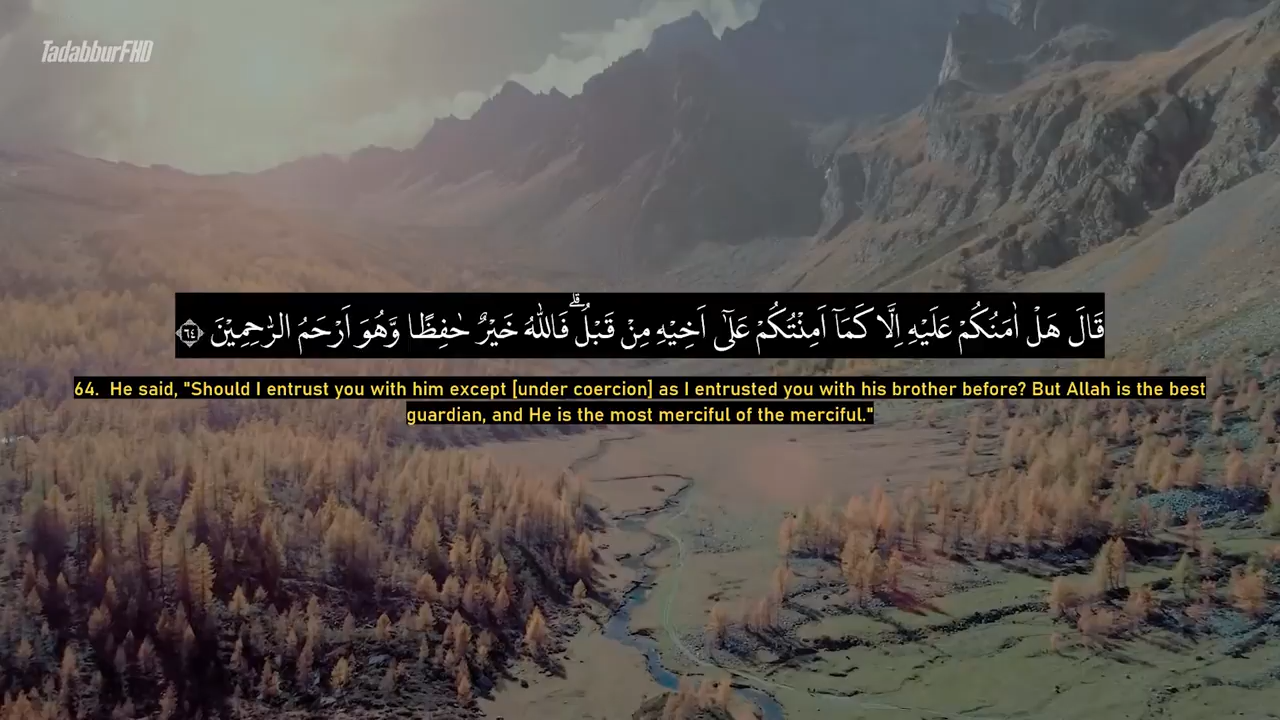 TadabburFHD
قَالَ هَلْ اٰمَنُكُمْ عَلَيْهِ اِلَّا كَمَآ اَمِنْتُكُمْ عَلٰٓى اَخِيْهِ مِنْ قَبْلُۗ فَاللّٰهُ خَيْرٌ حٰفِظًا وَّهُوَ اَرْحَمُ الرّٰحِمِيْنَ ٦٤
64. He said, "Should I entrust you with him except [under coercion] as I entrusted you with his brother before? But Allah is the best
guardian, and He is the most merciful of the merciful."